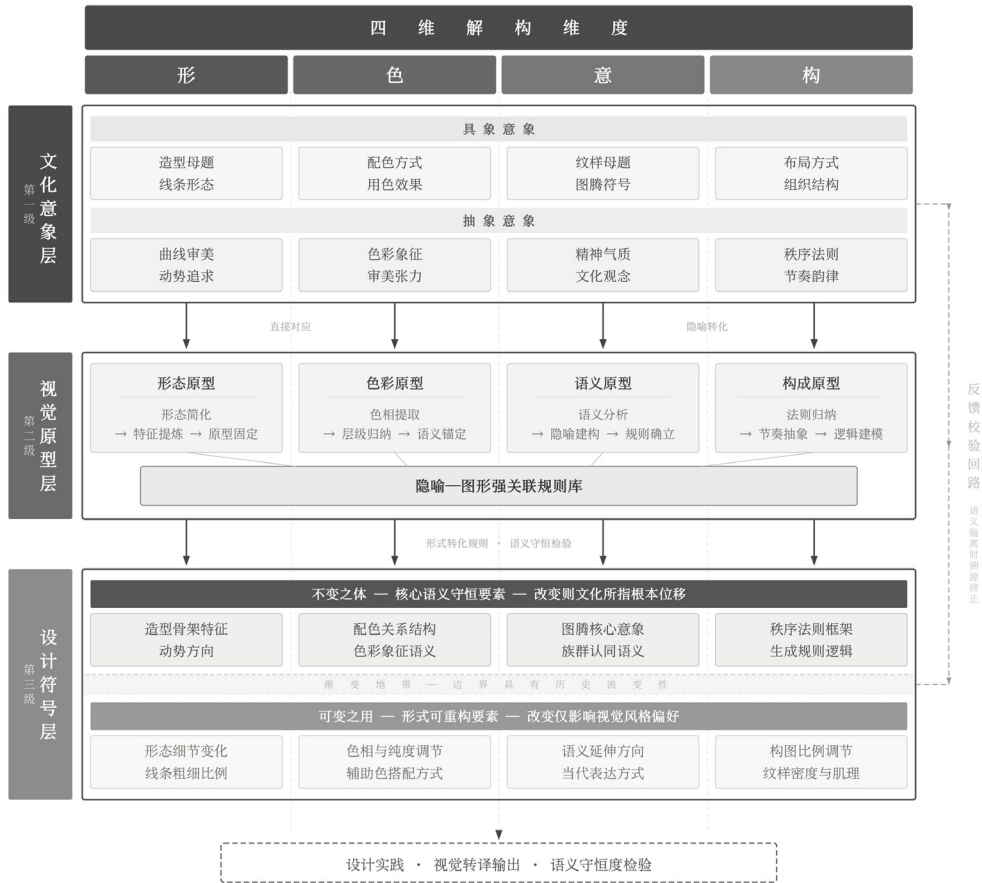 四维解构维度
形 色 意 构
文化意象层
第一级
具象意象
造型母题
线条形态
配色方式
用色效果
纹样母题
图腾符号
布局方式
组织结构
抽象意象
曲线审美
动势追求
色彩象征
审美张力
精神气质
文化观念
秩序法则
节奏韵律
直接对应
隐喻转化
视觉原型层
第二级
形态原型
形态简化
→ 特征提炼 → 原型固定
色彩原型
色相提取
→ 层级归纳 → 语义锚定
语义原型
语义分析
→ 隐喻建构 → 规则确立
构成原型
法则归纳
→ 节奏抽象 → 逻辑建模
隐喻—图形强关联规则库
形式转化规则 · 语义守恒检验
设计符号层
第三级
不变之体 — 核心语义守恒要素 — 改变则文化所指根本位移
造型骨架特征
动势方向
配色关系结构
色彩象征语义
图腾核心意象
族群认同语义
秩序法则框架
生成规则逻辑
渐变地带—边界具有历史流变性
可变之用 — 形式可重构要素 — 改变仅影响视觉风格偏好
形态细节变化
线条粗细比例
色相与纯度调节
辅助色搭配方式
语义延伸方向
当代表达方式
构图比例调节
纹样密度与肌理
反馈校验回路
语义偏离时溯源修正
设计实践 · 视觉转译输出 · 语义守恒度检验